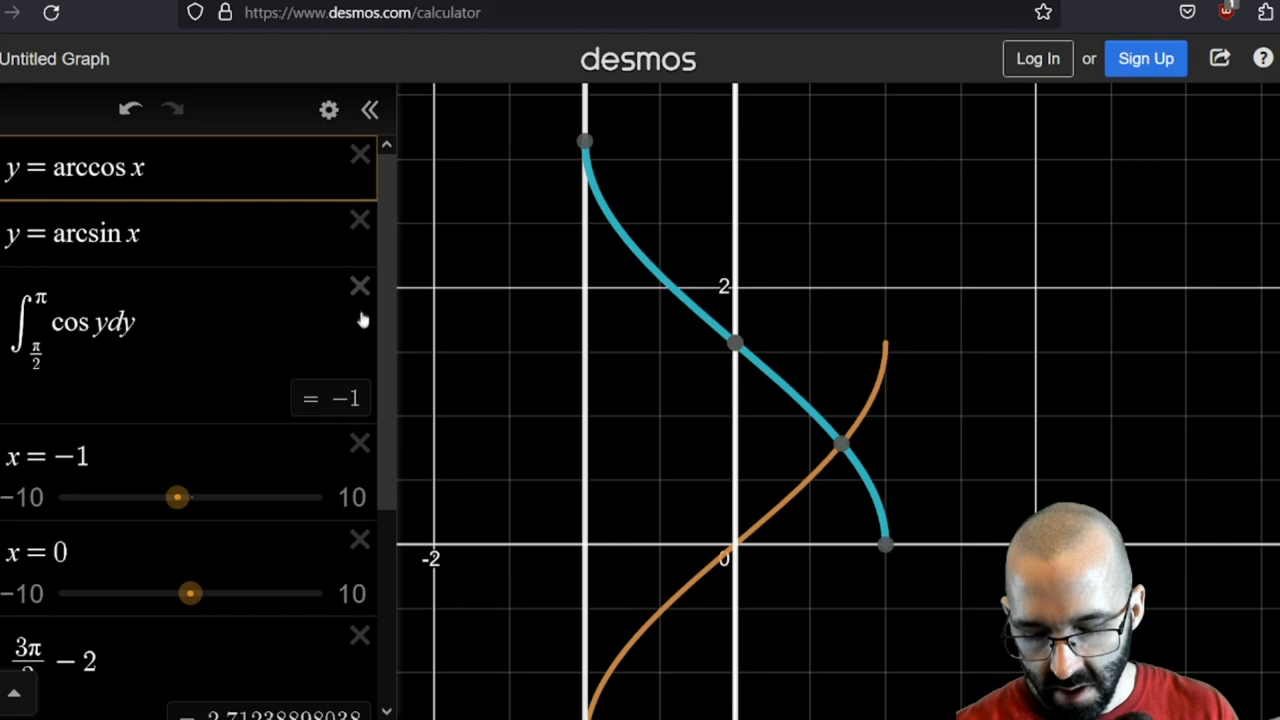 https://www.desmos.com/calculator
1
Untitled Graph
desmos
Log In or Sign Up
y = arccos x
y = arcsin x
∫
π
π/2
cos ydy
= −1
x = −1
−10 10
x = 0
−10 10
3π
− 2
2
-2
0